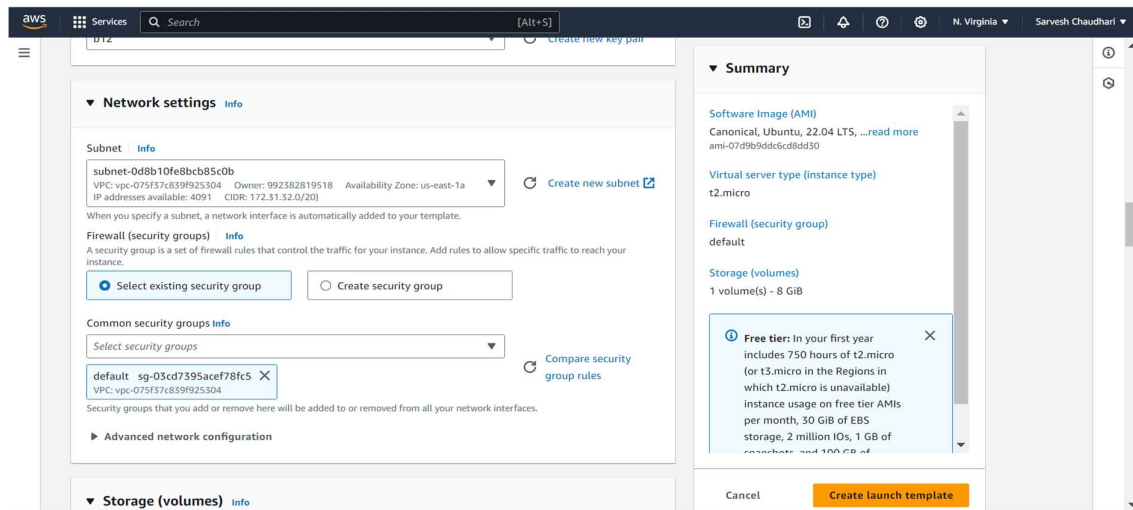 aws
Services
Search
[Alt+S]
N. Virginia
Sarvesh Chaudhari
b12
Create new key pair
Network settings Info
Subnet Info
subnet-0d8b10fe8bcb85c0b
VPC: vpc-075f37c839f925304 Owner: 992382819518 Availability Zone: us-east-1a
IP addresses available: 4091 CIDR: 172.31.32.0/20)
Create new subnet
When you specify a subnet, a network interface is automatically added to your template.
Firewall (security groups) Info
A security group is a set of firewall rules that control the traffic for your instance. Add rules to allow specific traffic to reach your
instance.
Select existing security group
Create security group
Common security groups Info
Select security groups
default sg-03cd7395acef78fc5
VPC: vpc-075f37c839f925304
Compare security
group rules
Security groups that you add or remove here will be added to or removed from all your network interfaces.
Advanced network configuration
Storage (volumes) Info
Summary
Software Image (AMI)
Canonical, Ubuntu, 22.04 LTS, ...read more
ami-07d9b9ddc6cd8dd30
Virtual server type (instance type)
t2.micro
Firewall (security group)
default
Storage (volumes)
1 volume(s) - 8 GiB
Free tier: In your first year
includes 750 hours of t2.micro
(or t3.micro in the Regions in
which t2.micro is unavailable)
instance usage on free tier AMIs
per month, 30 GiB of EBS
storage, 2 million IOs, 1 GB of
snapshots, and 100 GB of
Cancel
Create launch template